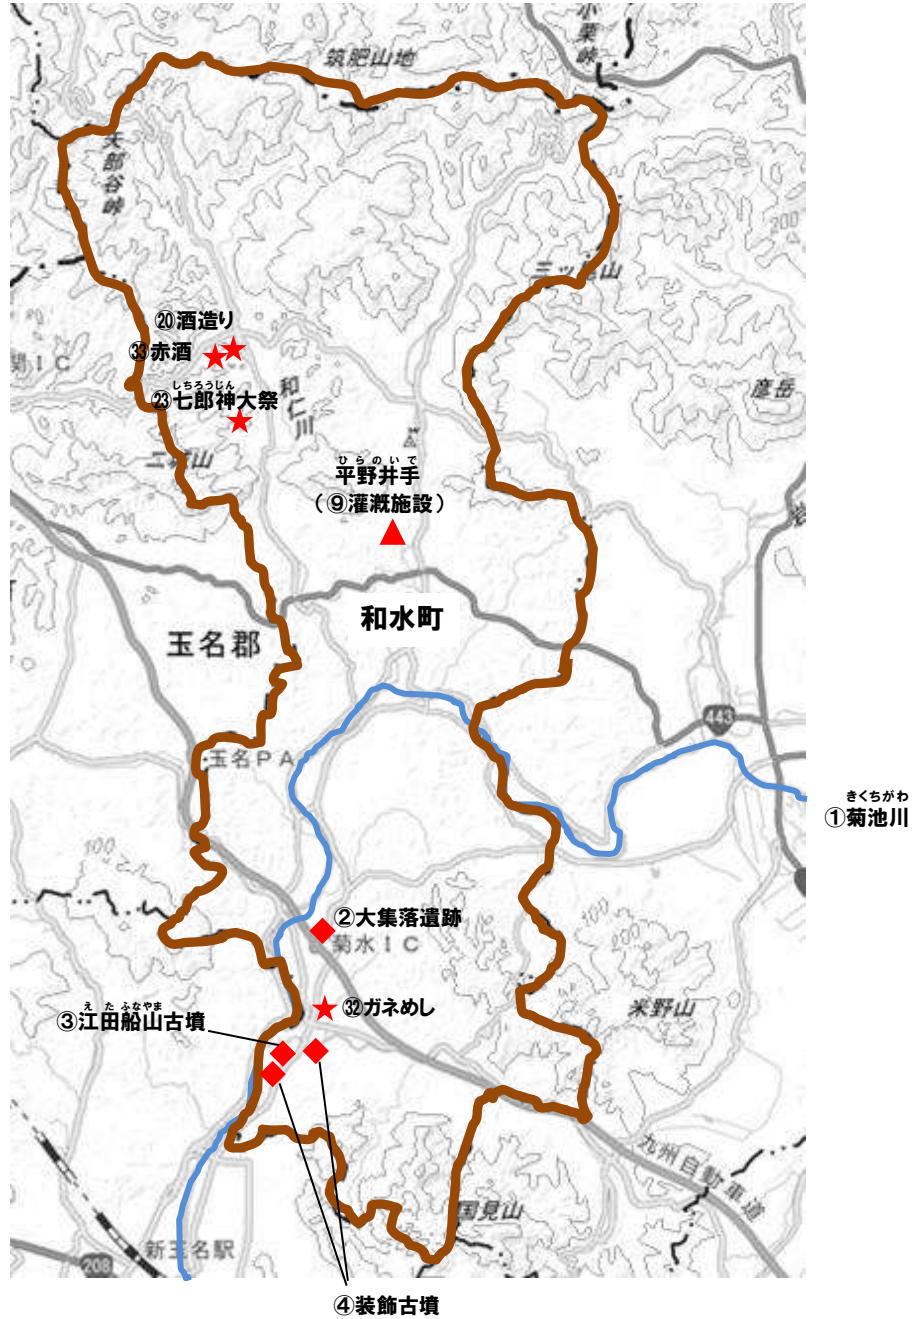 筑肥山地
小栗峠
矢部谷峠
三ツ尾山
200
⑳酒造り
㉝赤酒
関IC
和仁川
しちろうじん
㉓七郎神大祭
彦岳
ひらのいで
平野井手
(⑨灌漑施設)
和水町
玉名郡
443
玉名PA
きくちがわ
①菊池川
②大集落遺跡
菊水IC
米野山
㉜ガネめし
えたふなやま
③江田船山古墳
九州自動車道
国見山
新玉名駅
208
④装飾古墳